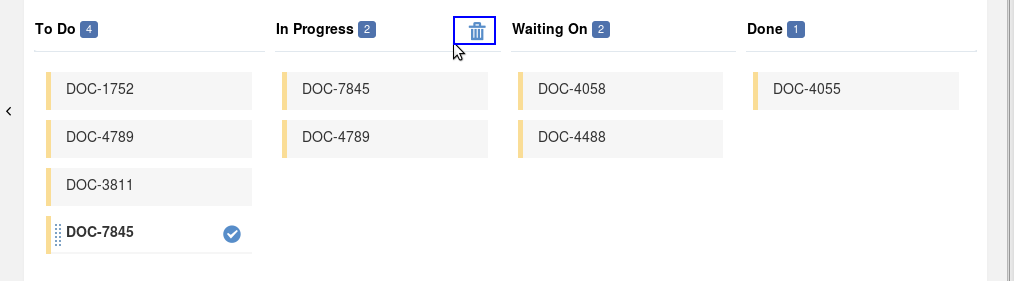 To Do 4
In Progress 2
Waiting On 2
Done 1
DOC-1752
DOC-4789
DOC-3811
DOC-7845
DOC-7845
DOC-4789
DOC-4058
DOC-4488
DOC-4055